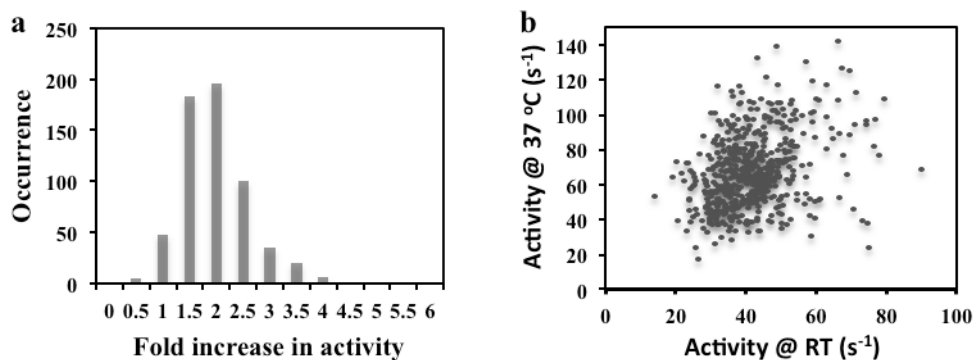 a
250
200
150
100
50
0
Occurrence
0 0.5 1 1.5 2 2.5 3 3.5 4 4.5 5 5.5 6
Fold increase in activity
b
140
120
100
80
60
40
20
0
Activity @ 37 °C (s⁻¹)
0 20 40 60 80 100
Activity @ RT (s⁻¹)